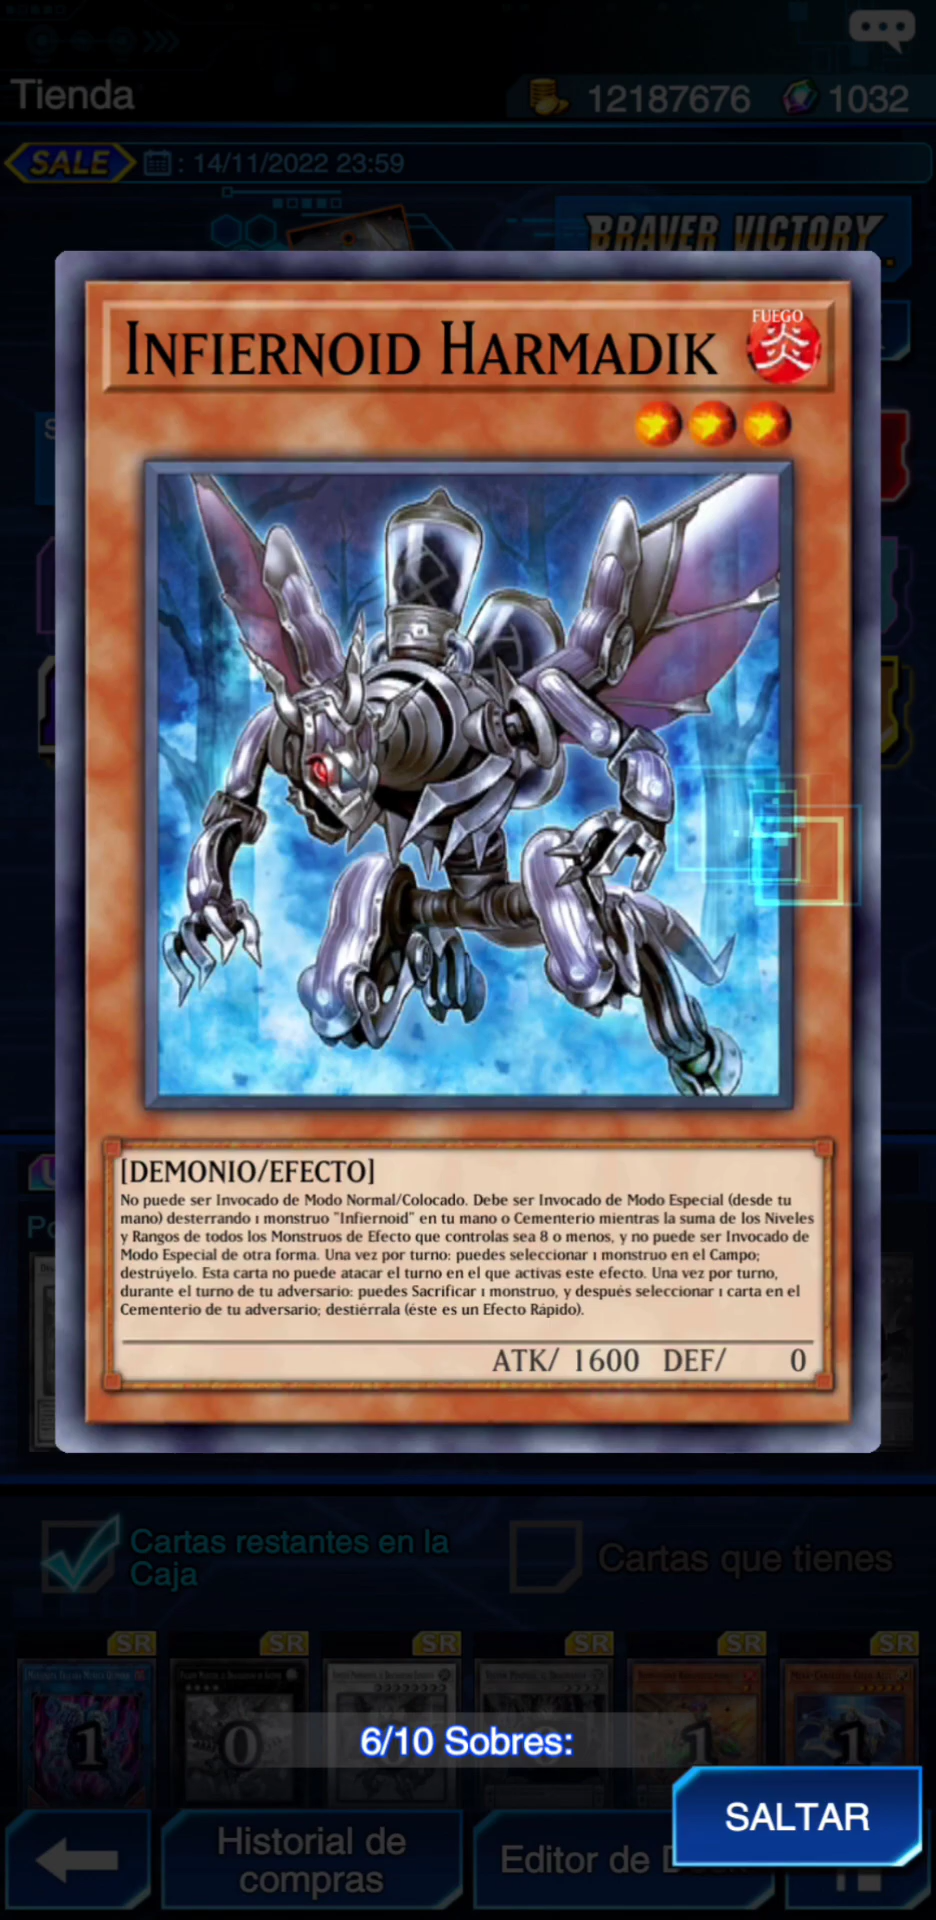 Tienda
12187676
1032
SALE
: 14/11/2022 23:59
BRAVER VICTORY
INFIERNOID HARMADIK
FUEGO
炎
[DEMONIO/EFECTO]
No puede ser Invocado de Modo Normal/Colocado. Debe ser Invocado de Modo Especial (desde tu
mano) desterrando 1 monstruo "Infiernoid" en tu mano o Cementerio mientras la suma de los Niveles
y Rangos de todos los Monstruos de Efecto que controlas sea 8 o menos, y no puede ser Invocado de
Modo Especial de otra forma. Una vez por turno: puedes seleccionar 1 monstruo en el Campo;
destrúyelo. Esta carta no puede atacar el turno en el que activas este efecto. Una vez por turno,
durante el turno de tu adversario: puedes Sacrificar 1 monstruo, y después seleccionar 1 carta en el
Cementerio de tu adversario; destiérrala (éste es un Efecto Rápido).
ATK/ 1600 DEF/ 0
Cartas restantes en la
Caja
Cartas que tienes
SR SR SR SR SR SR
1 0 1 1
6/10 Sobres:
SALTAR
Historial de
compras
Editor de